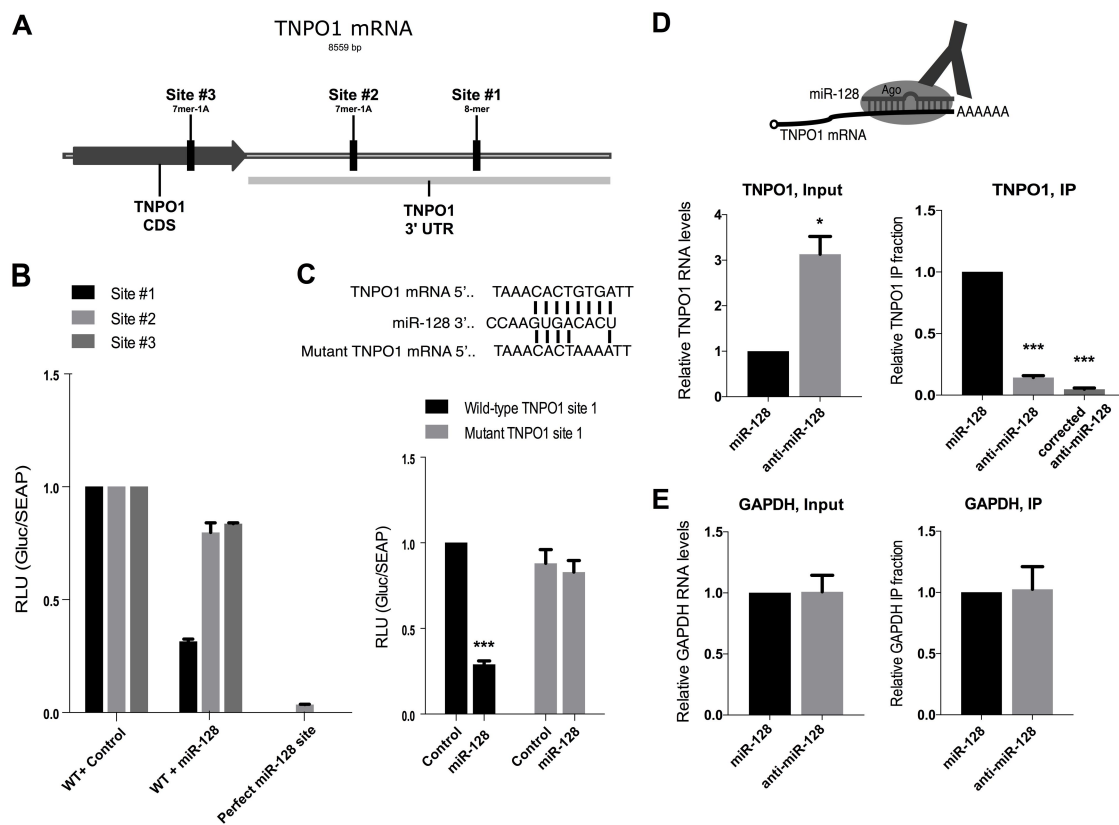 A
TNPO1 mRNA
8559 bp
Site #3
7mer-1A
Site #2
7mer-1A
Site #1
8-mer
TNPO1
CDS
TNPO1
3' UTR
B
Site #1
Site #2
Site #3
RLU (Gluc/SEAP)
1.5
1.0
0.5
0.0
WT+ Control
WT + miR-128
Perfect miR-128 site
C
TNPO1 mRNA 5'.. TAAACACTGTGATT
miR-128 3'.. CCAAGUGACACU
Mutant TNPO1 mRNA 5'.. TAAACACTAAAATT
Wild-type TNPO1 site 1
Mutant TNPO1 site 1
RLU (Gluc/SEAP)
1.5
1.0
0.5
0.0
***
Control
miR-128
Control
miR-128
D
miR-128
Ago
AAAAAA
TNPO1 mRNA
TNPO1, Input
Relative TNPO1 RNA levels
4
3
2
1
0
*
miR-128
anti-miR-128
TNPO1, IP
Relative TNPO1 IP fraction
1.5
1.0
0.5
0.0
***
***
miR-128
anti-miR-128
corrected
anti-miR-128
E
GAPDH, Input
Relative GAPDH RNA levels
1.5
1.0
0.5
0.0
miR-128
anti-miR-128
GAPDH, IP
Relative GAPDH IP fraction
1.5
1.0
0.5
0.0
miR-128
anti-miR-128